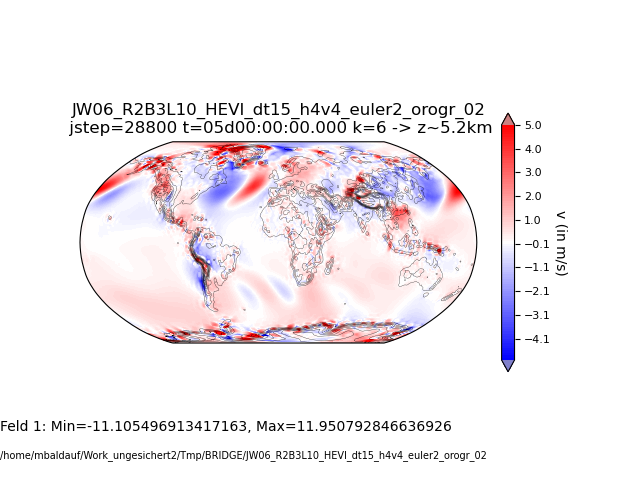 JW06_R2B3L10_HEVI_dt15_h4v4_euler2_orogr_02
jstep=28800 t=05d00:00:00.000 k=6 -> z~5.2km
5.0
4.0
3.0
2.0
1.0
−0.1
−1.1
−2.1
−3.1
−4.1
v (in m/s)
Feld 1: Min=-11.105496913417163, Max=11.950792846636926
/home/mbaldauf/Work_ungesichert2/Tmp/BRIDGE/JW06_R2B3L10_HEVI_dt15_h4v4_euler2_orogr_02